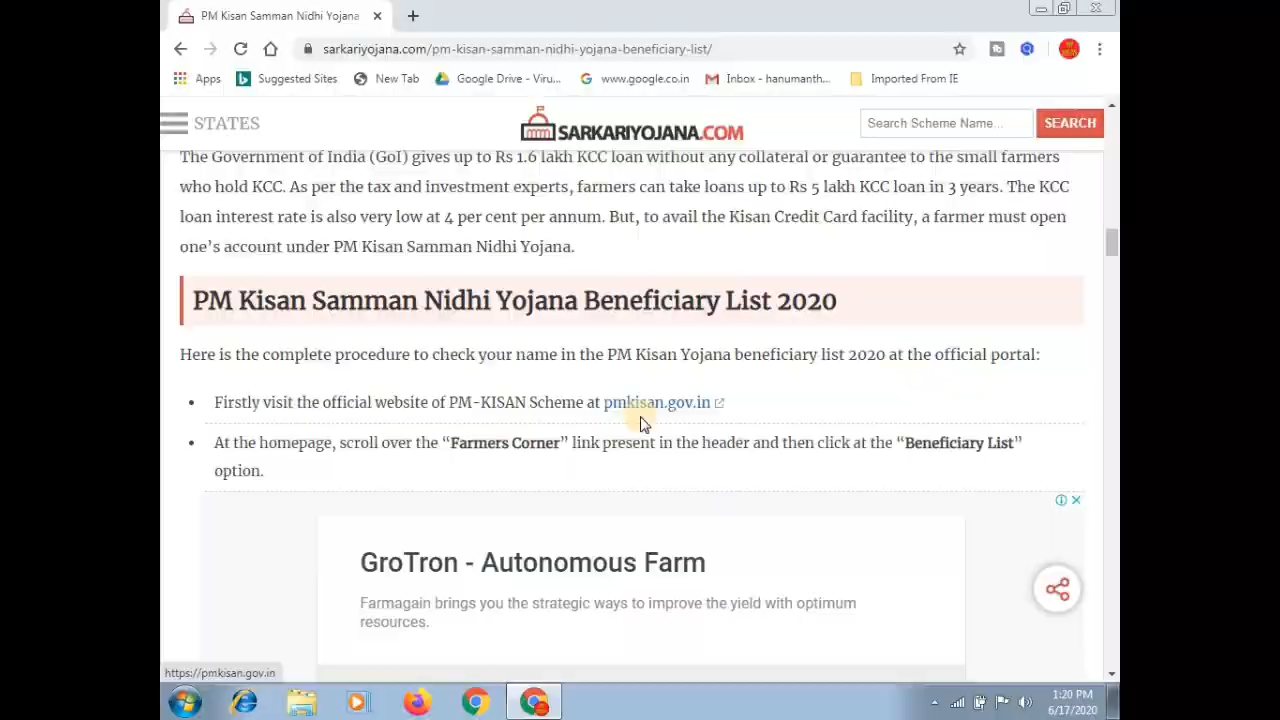 PM Kisan Samman Nidhi Yojana
sarkariyojana.com/pm-kisan-samman-nidhi-yojana-beneficiary-list/
Apps Suggested Sites New Tab Google Drive - Viru... www.google.co.in Inbox - hanumanth... Imported From IE
STATES SARKARIYOJANA.COM Search Scheme Name... SEARCH
The Government of India (GoI) gives up to Rs 1.6 lakh KCC loan without any collateral or guarantee to the small farmers
who hold KCC. As per the tax and investment experts, farmers can take loans up to Rs 5 lakh KCC loan in 3 years. The KCC
loan interest rate is also very low at 4 per cent per annum. But, to avail the Kisan Credit Card facility, a farmer must open
one’s account under PM Kisan Samman Nidhi Yojana.
PM Kisan Samman Nidhi Yojana Beneficiary List 2020
Here is the complete procedure to check your name in the PM Kisan Yojana beneficiary list 2020 at the official portal:
• Firstly visit the official website of PM-KISAN Scheme at pmkisan.gov.in
• At the homepage, scroll over the “Farmers Corner” link present in the header and then click at the “Beneficiary List”
option.
GroTron - Autonomous Farm
Farmagain brings you the strategic ways to improve the yield with optimum
resources.
https://pmkisan.gov.in
1:20 PM
6/17/2020